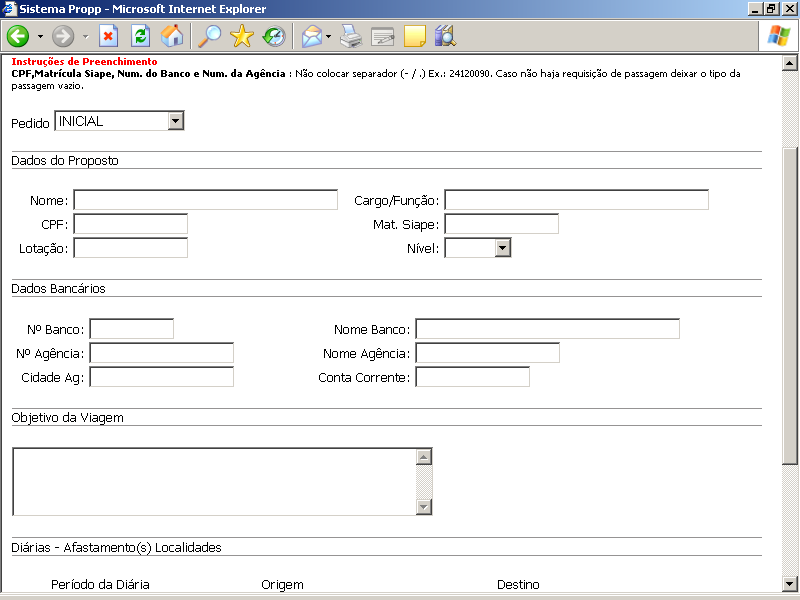 Sistema Propp - Microsoft Internet Explorer
Instruções de Preenchimento
CPF,Matrícula Siape, Num. do Banco e Num. da Agência : Não colocar separador (- / .) Ex.: 24120090. Caso não haja requisição de passagem deixar o tipo da
passagem vazio.
Pedido INICIAL
Dados do Proposto
Nome: Cargo/Função:
CPF: Mat. Siape:
Lotação: Nível:
Dados Bancários
Nº Banco: Nome Banco:
Nº Agência: Nome Agência:
Cidade Ag: Conta Corrente:
Objetivo da Viagem
Diárias - Afastamento(s) Localidades
Período da Diária Origem Destino